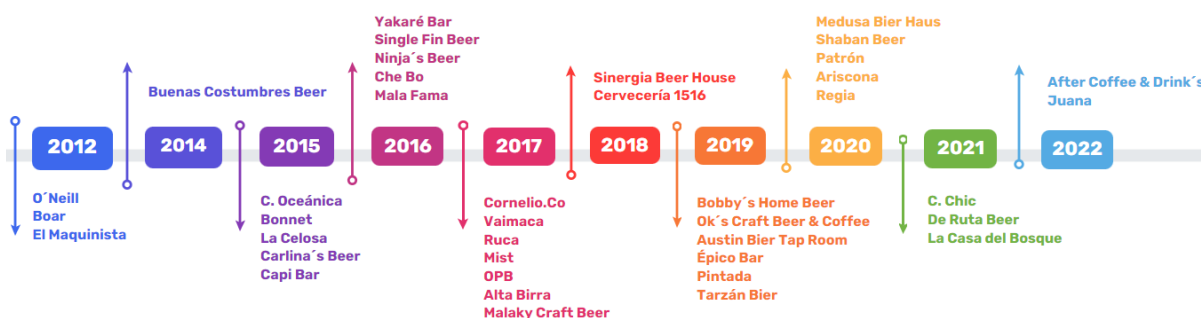 2012
O´Neill
Boar
El Maquinista
2014
Buenas Costumbres Beer
2015
C. Oceánica
Bonnet
La Celosa
Carlina´s Beer
Capi Bar
2016
Yakaré Bar
Single Fin Beer
Ninja´s Beer
Che Bo
Mala Fama
2017
Cornelio.Co
Vaimaca
Ruca
Mist
OPB
Alta Birra
Malaky Craft Beer
2018
Sinergia Beer House
Cervecería 1516
2019
Bobby´s Home Beer
Ok´s Craft Beer & Coffee
Austin Bier Tap Room
Épico Bar
Pintada
Tarzán Bier
2020
Medusa Bier Haus
Shaban Beer
Patrón
Ariscona
Regia
2021
C. Chic
De Ruta Beer
La Casa del Bosque
2022
After Coffee & Drink´s
Juana